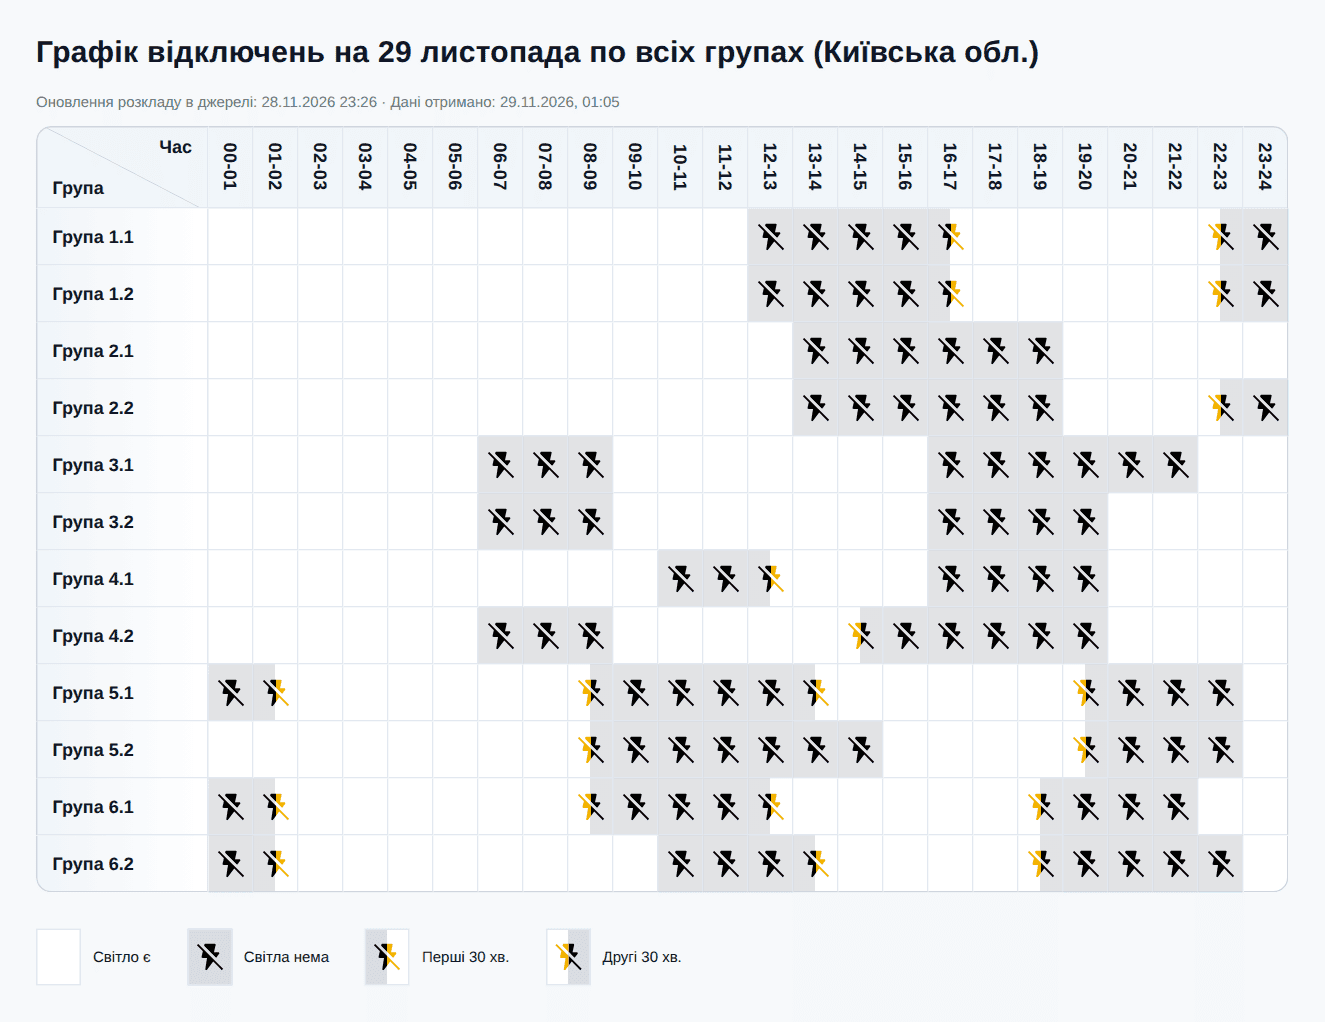 Графік відключень на 29 листопада по всіх групах (Київська обл.)
Оновлення розкладу в джерелі: 28.11.2026 23:26 · Дані отримано: 29.11.2026, 01:05
Час
Група
00-01 01-02 02-03 03-04 04-05 05-06 06-07 07-08 08-09 09-10 10-11 11-12 12-13 13-14 14-15 15-16 16-17 17-18 18-19 19-20 20-21 21-22 22-23 23-24
Група 1.1
Група 1.2
Група 2.1
Група 2.2
Група 3.1
Група 3.2
Група 4.1
Група 4.2
Група 5.1
Група 5.2
Група 6.1
Група 6.2
Світло є Світла нема Перші 30 хв. Другі 30 хв.